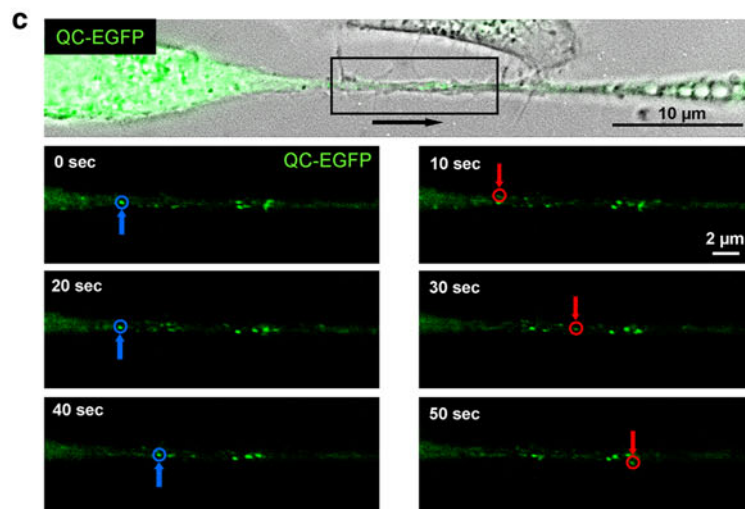 c
QC-EGFP
10 µm
0 sec
QC-EGFP
10 sec
2 µm
20 sec
30 sec
40 sec
50 sec